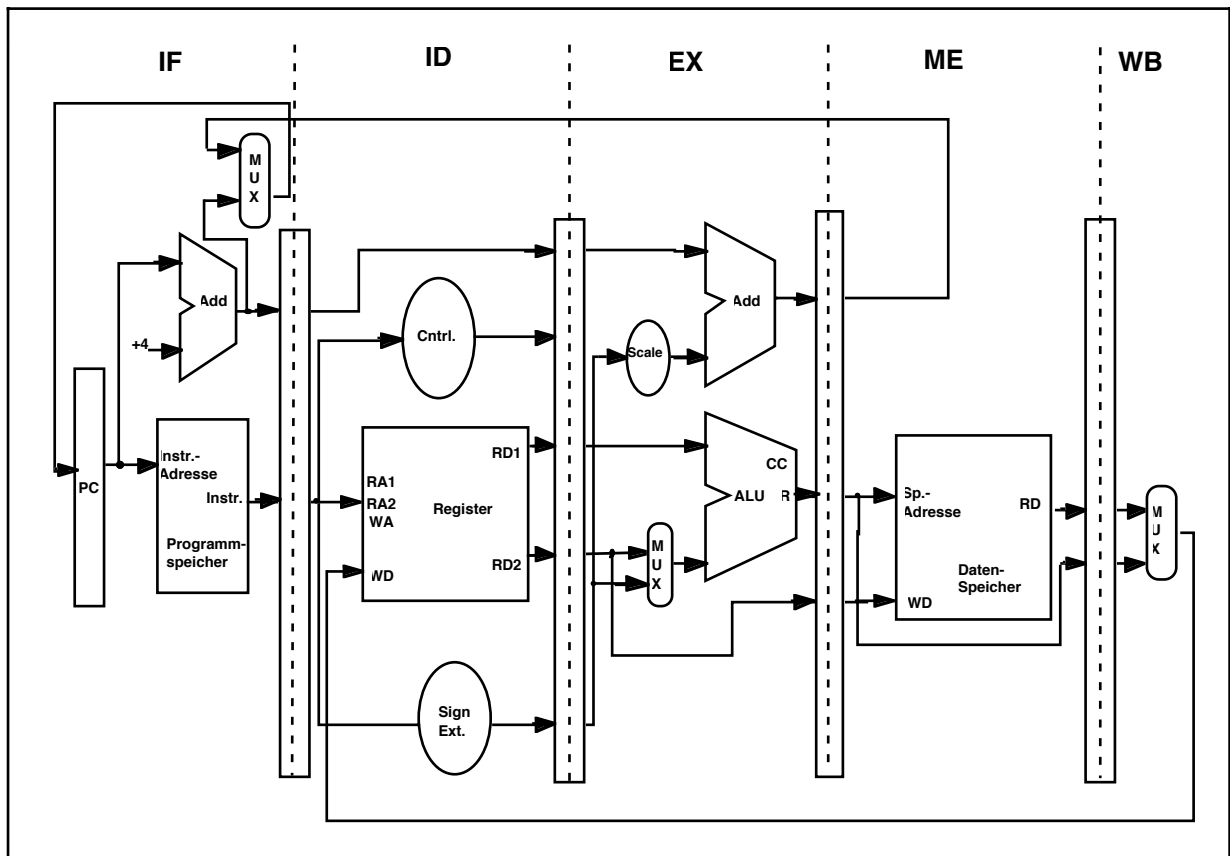 IF
ID
EX
ME
WB
M
U
X
Add
+4
Cntrl.
Scale
Add
PC
Instr.-
Adresse
Instr.
Programm-
speicher
RA1
RA2
WA
WD
Register
RD1
RD2
M
U
X
CC
ALU
R
Sp.-
Adresse
RD
Daten-
Speicher
WD
M
U
X
Sign
Ext.